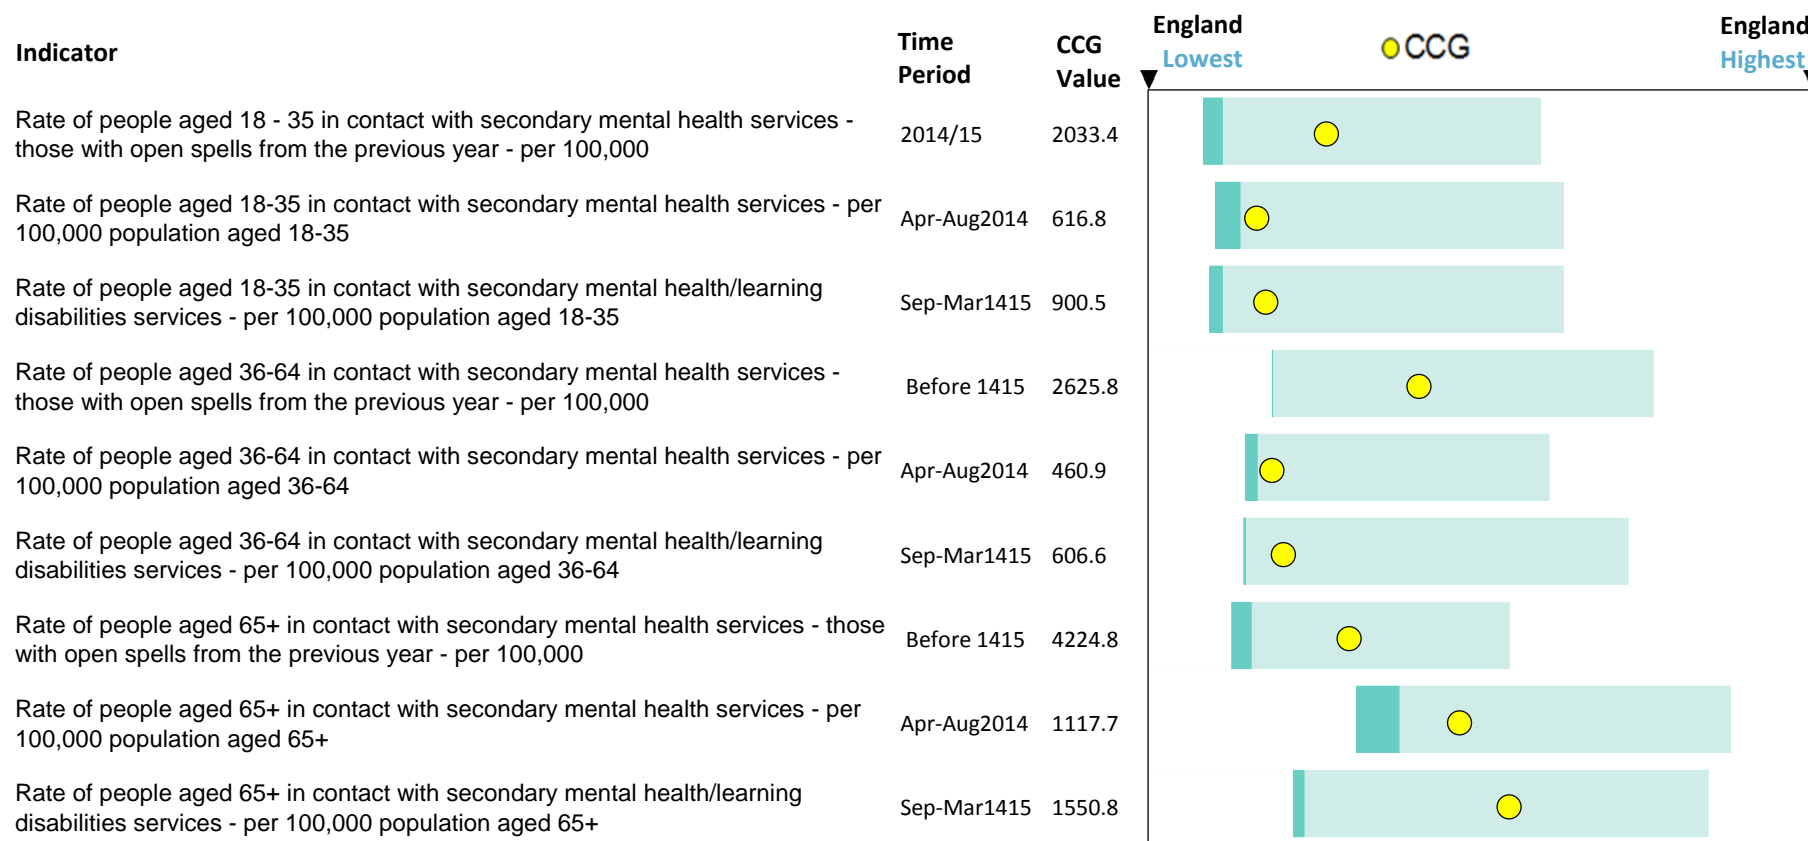 Indicator
Time
Period
CCG
Value
England
Lowest
CCG
England
Highest
Rate of people aged 18 - 35 in contact with secondary mental health services -
those with open spells from the previous year - per 100,000
2014/15
2033.4
Rate of people aged 18-35 in contact with secondary mental health services - per
100,000 population aged 18-35
Apr-Aug2014
616.8
Rate of people aged 18-35 in contact with secondary mental health/learning
disabilities services - per 100,000 population aged 18-35
Sep-Mar1415
900.5
Rate of people aged 36-64 in contact with secondary mental health services -
those with open spells from the previous year - per 100,000
Before 1415
2625.8
Rate of people aged 36-64 in contact with secondary mental health services - per
100,000 population aged 36-64
Apr-Aug2014
460.9
Rate of people aged 36-64 in contact with secondary mental health/learning
disabilities services - per 100,000 population aged 36-64
Sep-Mar1415
606.6
Rate of people aged 65+ in contact with secondary mental health services - those
with open spells from the previous year - per 100,000
Before 1415
4224.8
Rate of people aged 65+ in contact with secondary mental health services - per
100,000 population aged 65+
Apr-Aug2014
1117.7
Rate of people aged 65+ in contact with secondary mental health/learning
disabilities services - per 100,000 population aged 65+
Sep-Mar1415
1550.8